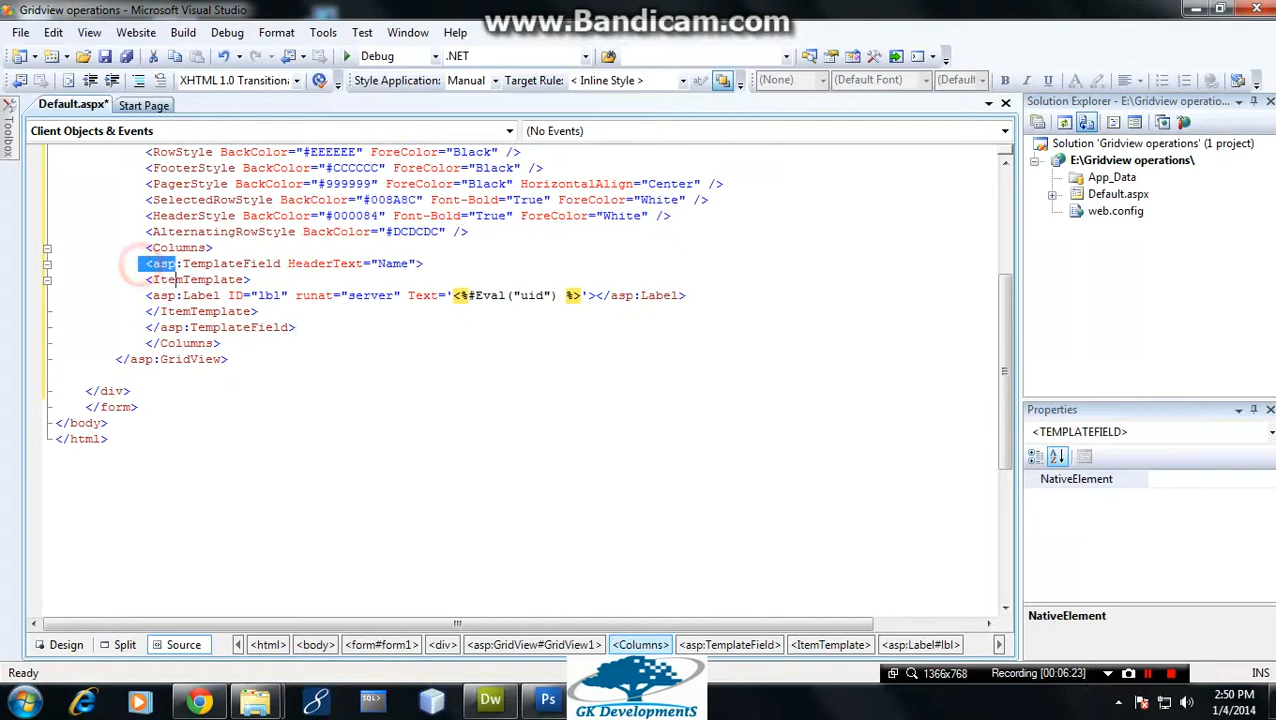 Gridview operations - Microsoft Visual Studio
www.Bandicam.com
File Edit View Website Build Debug Format Tools Test Window Help
Debug .NET
XHTML 1.0 Transition Style Application: Manual Target Rule: < Inline Style > (None) (Default Font) (Default B I U A
Toolbox
Default.aspx* Start Page
Client Objects & Events (No Events)
<RowStyle BackColor="#EEEEEE" ForeColor="Black" />
<FooterStyle BackColor="#CCCCCC" ForeColor="Black" />
<PagerStyle BackColor="#999999" ForeColor="Black" HorizontalAlign="Center" />
<SelectedRowStyle BackColor="#008A8C" Font-Bold="True" ForeColor="White" />
<HeaderStyle BackColor="#000084" Font-Bold="True" ForeColor="White" />
<AlternatingRowStyle BackColor="#DCDCDC" />
<Columns>
<asp:TemplateField HeaderText="Name">
<ItemTemplate>
<asp:Label ID="lbl" runat="server" Text='<%#Eval("uid") %>'></asp:Label>
</ItemTemplate>
</asp:TemplateField>
</Columns>
</asp:GridView>
</div>
</form>
</body>
</html>
Design Split Source <html> <body> <form#form1> <div> <asp:GridView#GridView1> <Columns> <asp:TemplateField> <ItemTemplate> <asp:Label#lbl>
Solution Explorer - E:\Gridview operatio...
Solution 'Gridview operations' (1 project)
E:\Gridview operations\
App_Data
Default.aspx
web.config
Properties
<TEMPLATEFIELD>
NativeElement
NativeElement
Ready INS
1366x768 Recording [00:06:23]
Dw Ps
GK DevelopmentS
2:50 PM
1/4/2014